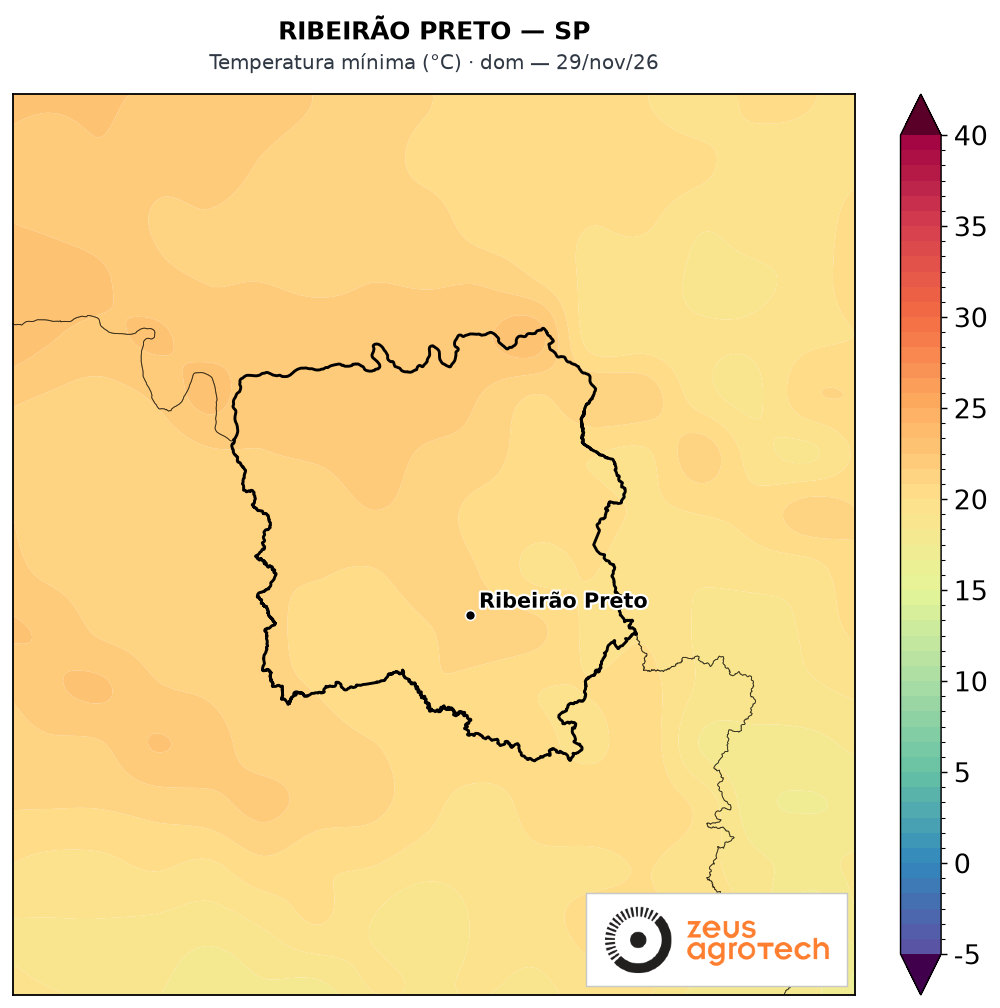 RIBEIRÃO PRETO — SP
Temperatura mínima (°C) · dom — 29/nov/26
40
35
30
25
20
15
10
5
0
-5
Ribeirão Preto
zeus
agrotech